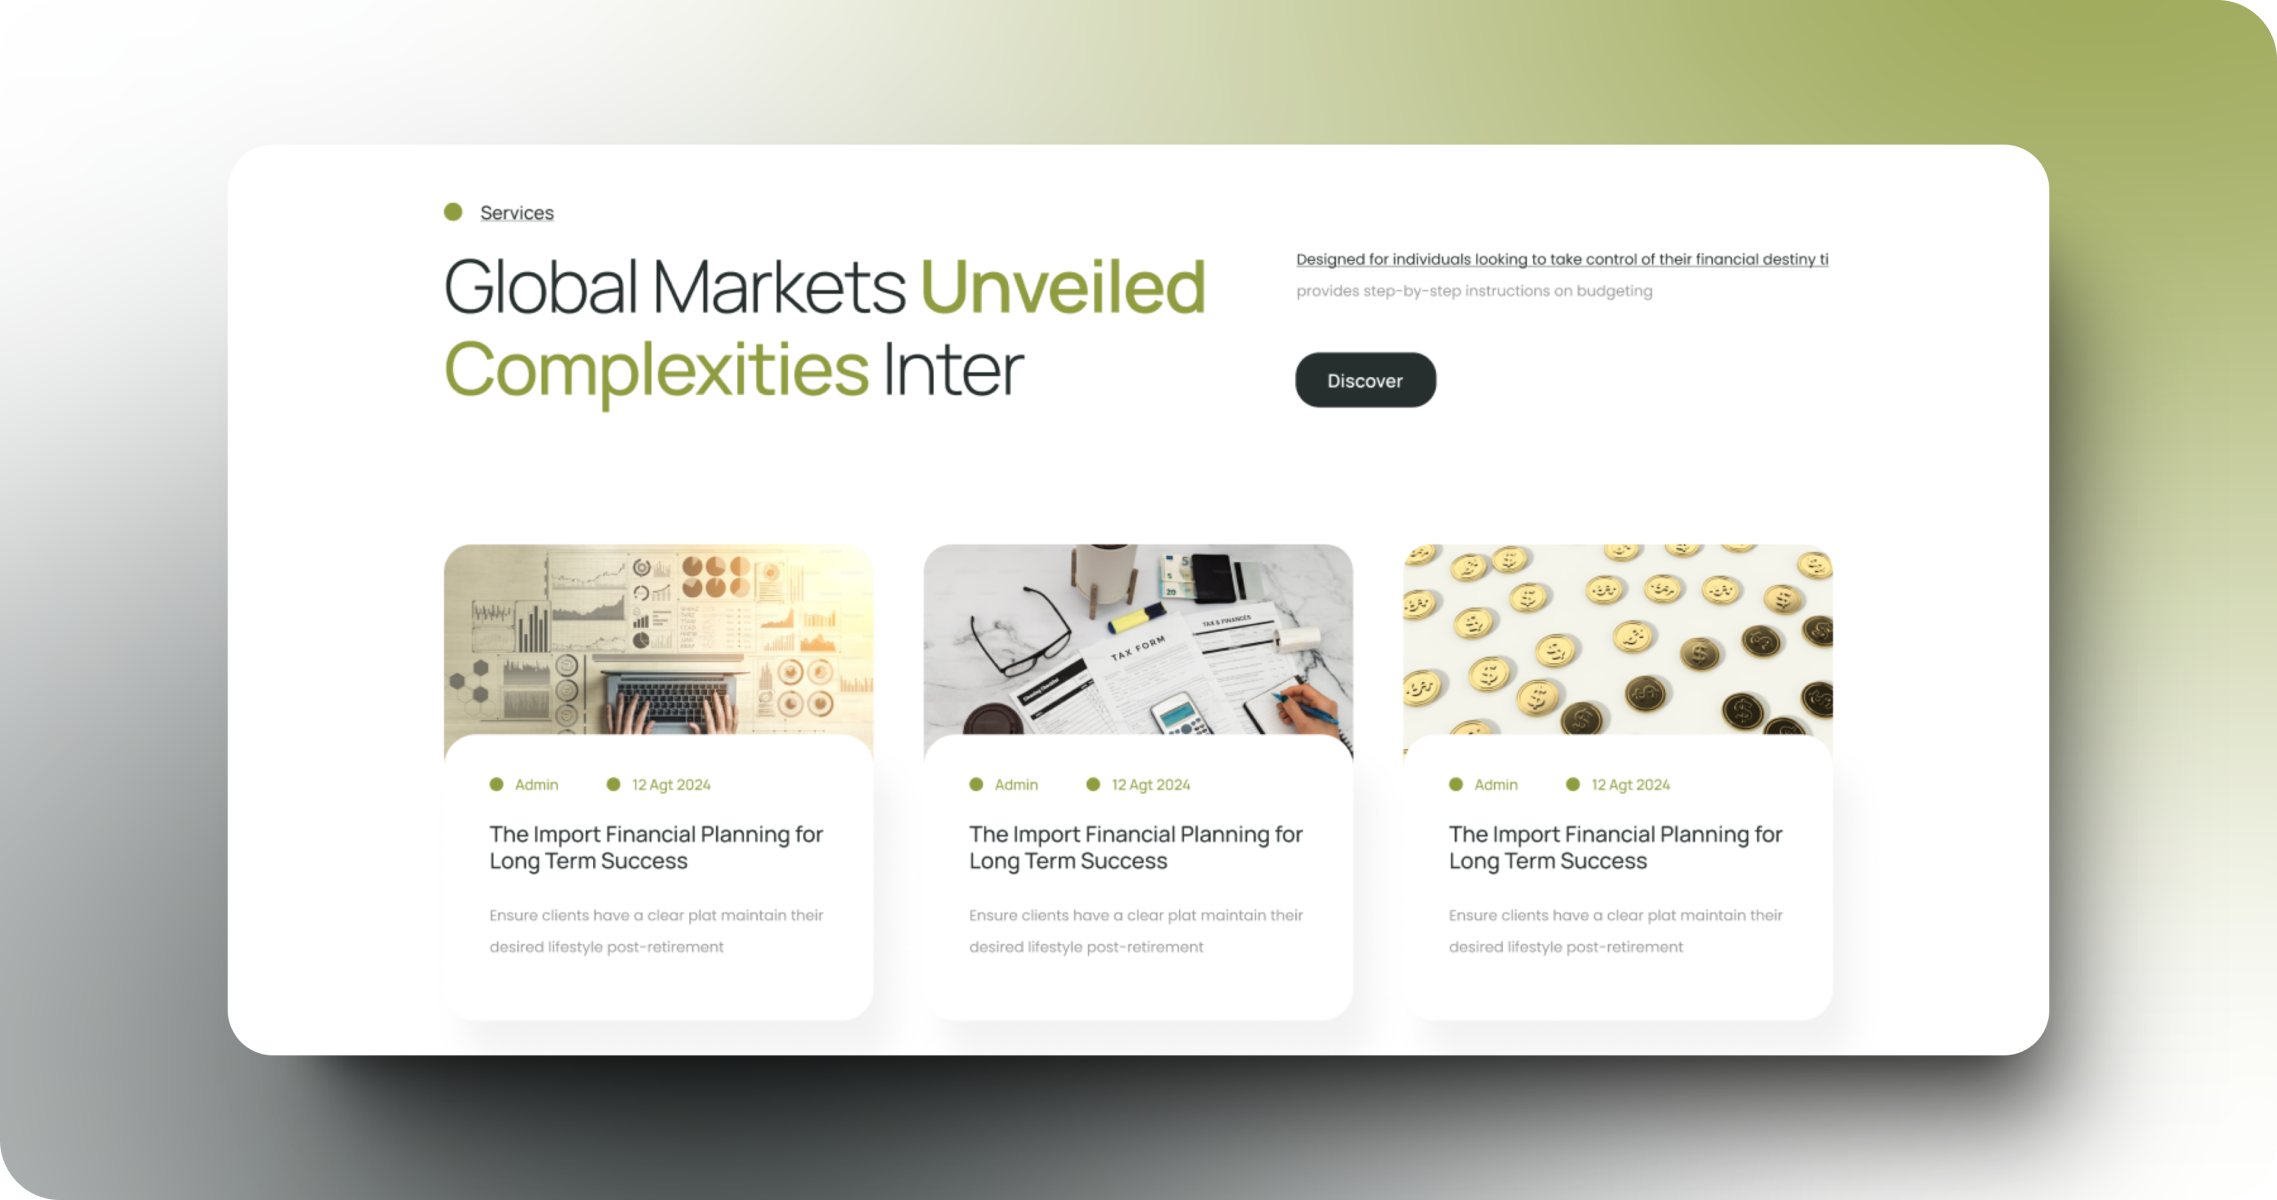 Services
Global Markets Unveiled
Complexities Inter
Designed for individuals looking to take control of their financial destiny ti
provides step-by-step instructions on budgeting
Discover
TAX FORM
TAX & FINANCES
5
5
20
Admin
12 Agt 2024
The Import Financial Planning for
Long Term Success
Ensure clients have a clear plat maintain their
desired lifestyle post-retirement
Admin
12 Agt 2024
The Import Financial Planning for
Long Term Success
Ensure clients have a clear plat maintain their
desired lifestyle post-retirement
Admin
12 Agt 2024
The Import Financial Planning for
Long Term Success
Ensure clients have a clear plat maintain their
desired lifestyle post-retirement